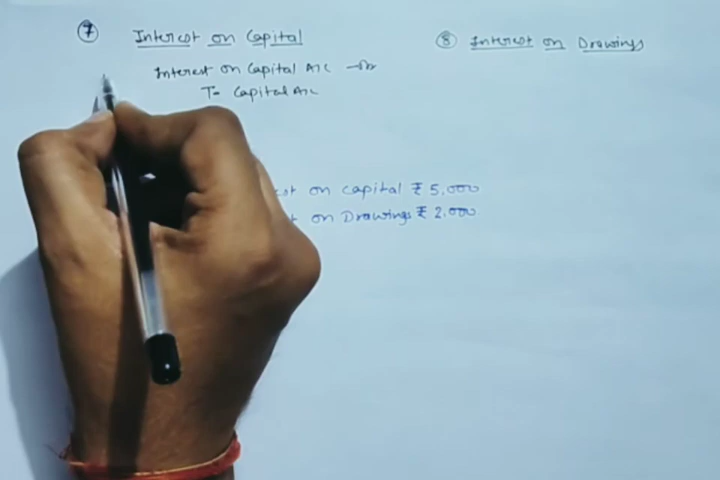 7 Interest on Capital
Interest on Capital A/c Dr
To Capital A/c
8 Interest on Drawings
on capital ₹ 5,000
on Drawings ₹ 2,000